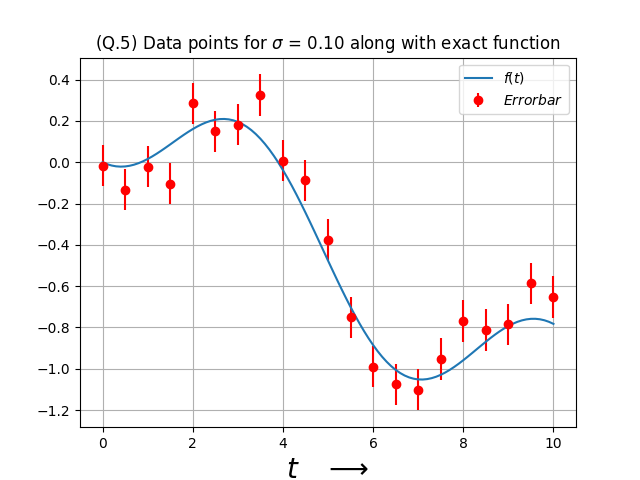 (Q.5) Data points for σ = 0.10 along with exact function
f(t)
Errorbar
0.4
0.2
0.0
−0.2
−0.4
−0.6
−0.8
−1.0
−1.2
0 2 4 6 8 10
t ⟶